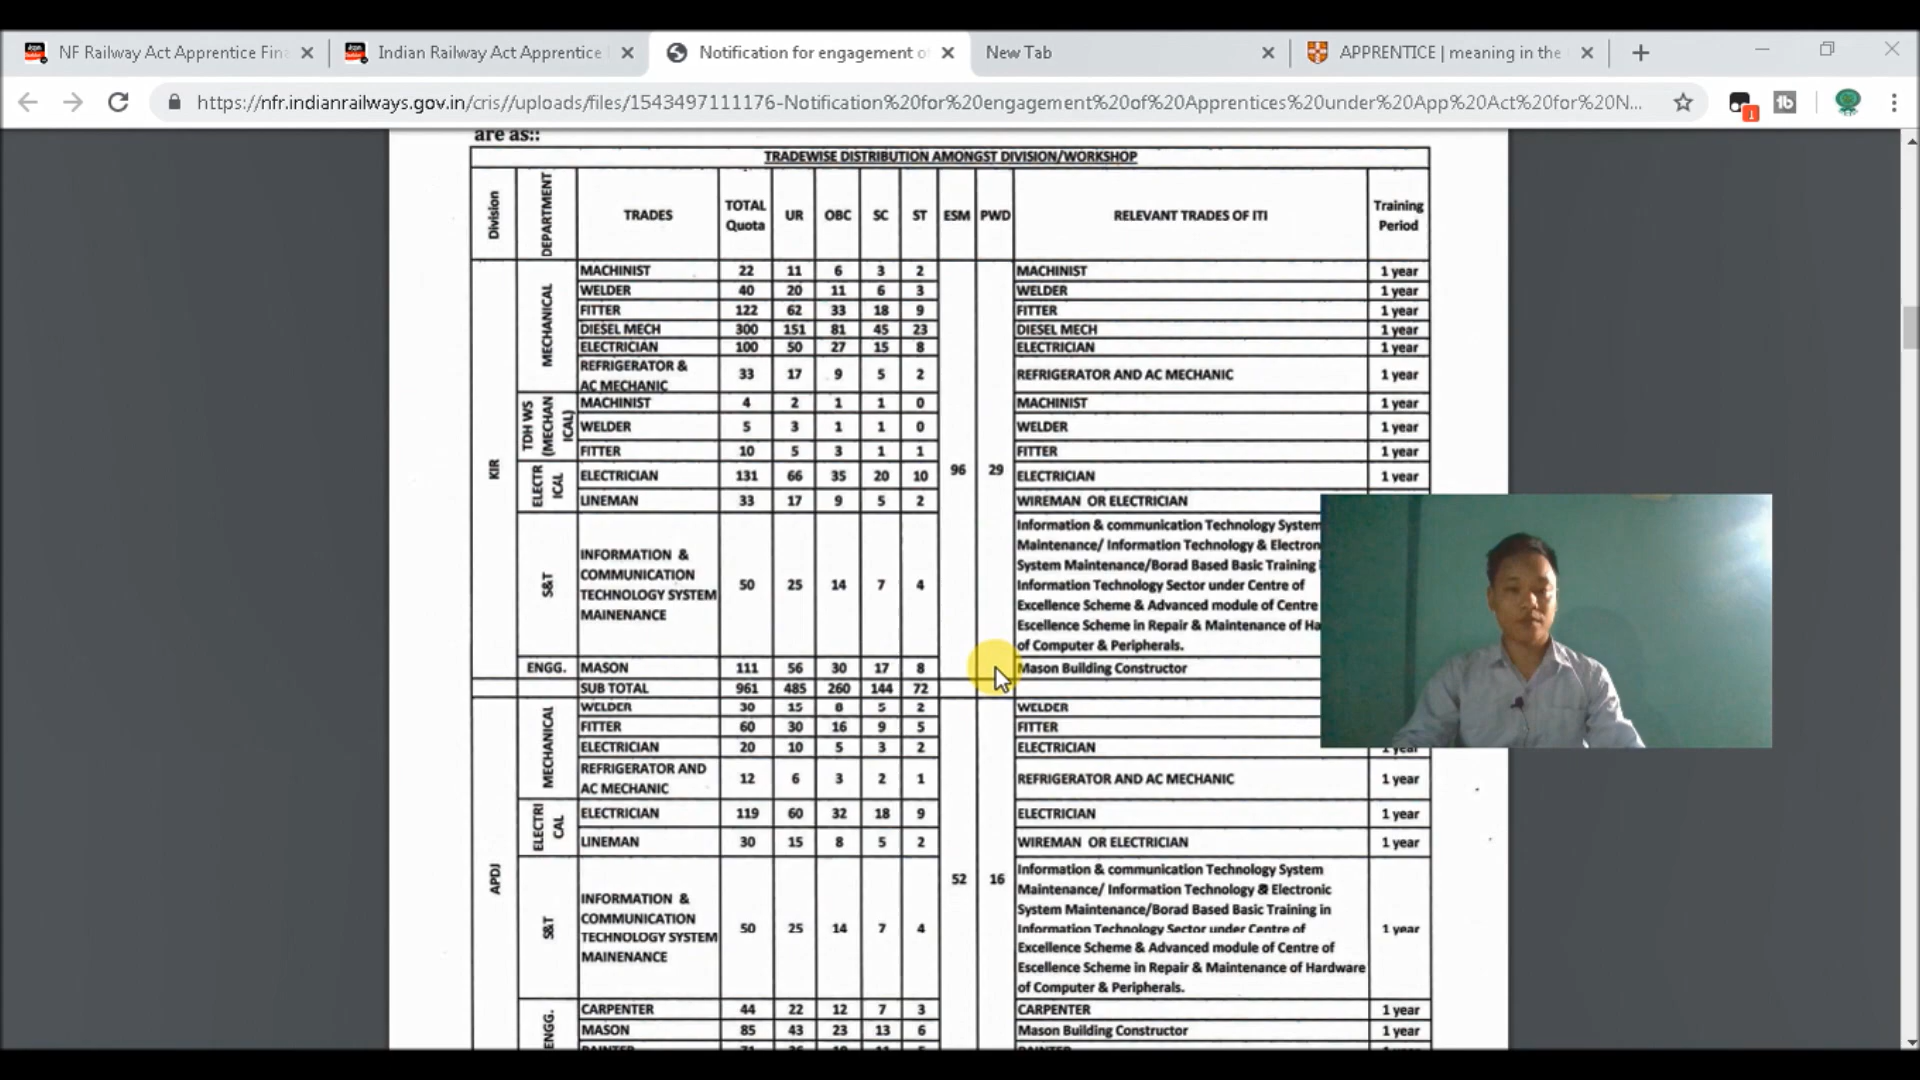 NF Railway Act Apprentice Fina
Indian Railway Act Apprentice
Notification for engagement of
New Tab
APPRENTICE | meaning in the
https://nfr.indianrailways.gov.in/cris//uploads/files/1543497111176-Notification%20for%20engagement%20of%20Apprentices%20under%20App%20Act%20for%20N...
1
are as::
TRADEWISE DISTRIBUTION AMONGST DIVISION/WORKSHOP
Division DEPARTMENT TRADES TOTAL Quota UR OBC SC ST ESM PWD RELEVANT TRADES OF ITI Training Period
KIR
MECHANICAL
MACHINIST 22 11 6 3 2 MACHINIST 1 year
WELDER 40 20 11 6 3 WELDER 1 year
FITTER 122 62 33 18 9 FITTER 1 year
DIESEL MECH 300 151 81 45 23 DIESEL MECH 1 year
ELECTRICIAN 100 50 27 15 8 ELECTRICIAN 1 year
REFRIGERATOR &
AC MECHANIC 33 17 9 5 2 REFRIGERATOR AND AC MECHANIC 1 year
TDH WS
(MECHAN
ICAL)
MACHINIST 4 2 1 1 0 MACHINIST 1 year
WELDER 5 3 1 1 0 WELDER 1 year
FITTER 10 5 3 1 1 FITTER 1 year
96 29
ELECTR
ICAL
ELECTRICIAN 131 66 35 20 10 ELECTRICIAN 1 year
LINEMAN 33 17 9 5 2 WIREMAN OR ELECTRICIAN
S&T
INFORMATION &
COMMUNICATION
TECHNOLOGY SYSTEM
MAINENANCE
50 25 14 7 4
Information & communication Technology System
Maintenance/ Information Technology & Electron
System Maintenance/Borad Based Basic Training
Information Technology Sector under Centre of
Excellence Scheme & Advanced module of Centre
Escellence Scheme in Repair & Maintenance of Ha
of Computer & Peripherals.
ENGG. MASON 111 56 30 17 8 Mason Building Constructor
SUB TOTAL 961 485 260 144 72
APDJ
MECHANICAL
WELDER 30 15 8 5 2 WELDER
FITTER 60 30 16 9 5 FITTER
ELECTRICIAN 20 10 5 3 2 ELECTRICIAN 1 year
REFRIGERATOR AND
AC MECHANIC 12 6 3 2 1 REFRIGERATOR AND AC MECHANIC 1 year
ELECTRI
CAL
ELECTRICIAN 119 60 32 18 9 ELECTRICIAN 1 year
LINEMAN 30 15 8 5 2 WIREMAN OR ELECTRICIAN 1 year
52 16
S&T
INFORMATION &
COMMUNICATION
TECHNOLOGY SYSTEM
MAINENANCE
50 25 14 7 4
Information & communication Technology System
Maintenance/ Information Technology & Electronic
System Maintenance/Borad Based Basic Training in
Information Technology Sector under Centre of
Excellence Scheme & Advanced module of Centre of
Escellence Scheme in Repair & Maintenance of Hardware
of Computer & Peripherals.
1 year
ENGG.
CARPENTER 44 22 12 7 3 CARPENTER 1 year
MASON 85 43 23 13 6 Mason Building Constructor 1 year